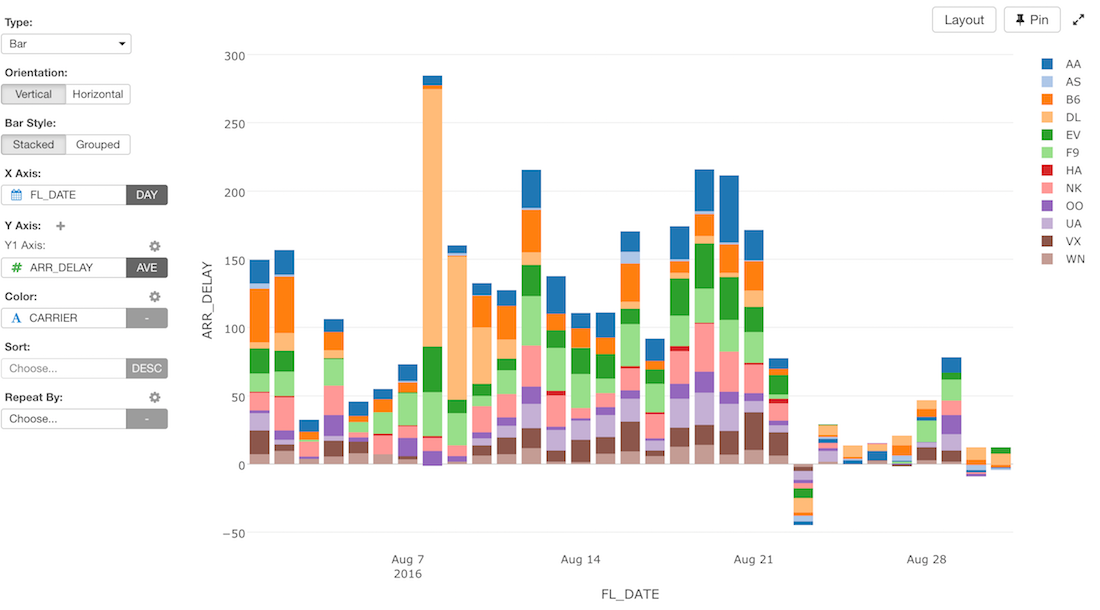 Type:
Bar
Orientation:
Vertical Horizontal
Bar Style:
Stacked Grouped
X Axis:
FL_DATE DAY
Y Axis: +
Y1 Axis:
# ARR_DELAY AVE
Color:
A CARRIER -
Sort:
Choose... DESC
Repeat By:
Choose... -
Layout Pin
300
250
200
150
100
50
0
−50
ARR_DELAY
Aug 7
2016
Aug 14
Aug 21
Aug 28
FL_DATE
AA
AS
B6
DL
EV
F9
HA
NK
OO
UA
VX
WN